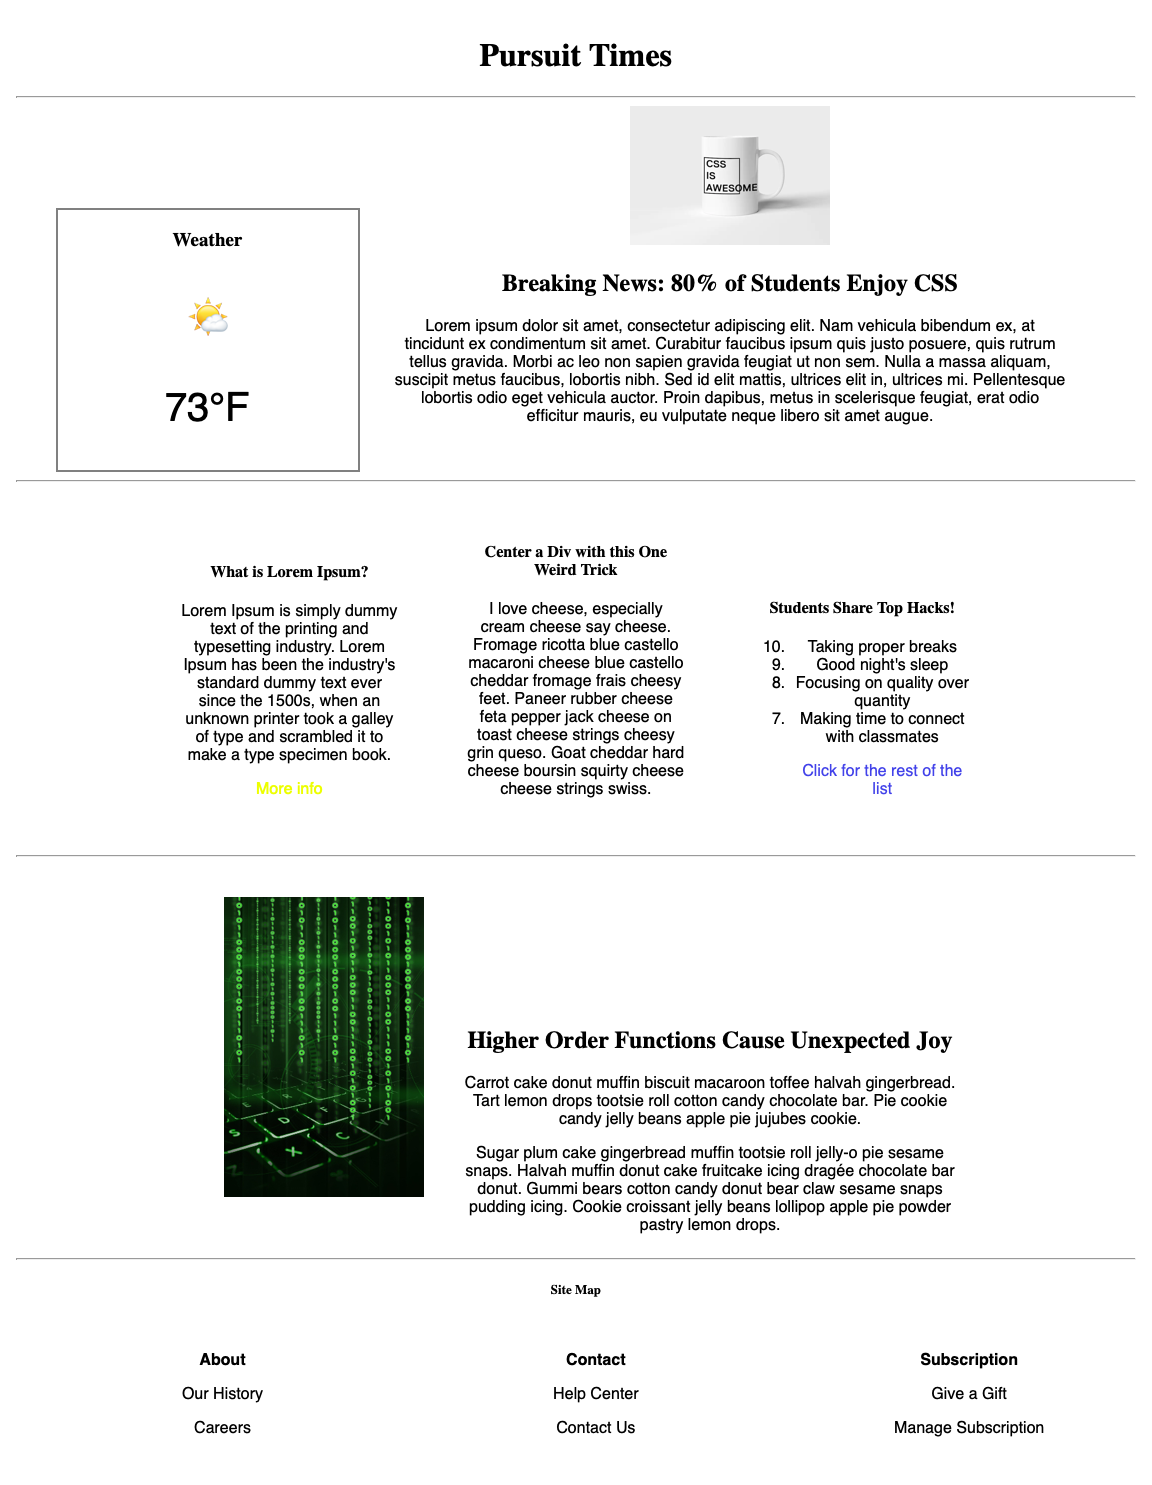 Pursuit Times
CSS
IS
AWESOME
Weather
73°F
Breaking News: 80% of Students Enjoy CSS
Lorem ipsum dolor sit amet, consectetur adipiscing elit. Nam vehicula bibendum ex, at
tincidunt ex condimentum sit amet. Curabitur faucibus ipsum quis justo posuere, quis rutrum
tellus gravida. Morbi ac leo non sapien gravida feugiat ut non sem. Nulla a massa aliquam,
suscipit metus faucibus, lobortis nibh. Sed id elit mattis, ultrices elit in, ultrices mi. Pellentesque
lobortis odio eget vehicula auctor. Proin dapibus, metus in scelerisque feugiat, erat odio
efficitur mauris, eu vulputate neque libero sit amet augue.
What is Lorem Ipsum?
Lorem Ipsum is simply dummy
text of the printing and
typesetting industry. Lorem
Ipsum has been the industry's
standard dummy text ever
since the 1500s, when an
unknown printer took a galley
of type and scrambled it to
make a type specimen book.
More info
Center a Div with this One
Weird Trick
I love cheese, especially
cream cheese say cheese.
Fromage ricotta blue castello
macaroni cheese blue castello
cheddar fromage frais cheesy
feet. Paneer rubber cheese
feta pepper jack cheese on
toast cheese strings cheesy
grin queso. Goat cheddar hard
cheese boursin squirty cheese
cheese strings swiss.
Students Share Top Hacks!
10. Taking proper breaks
9. Good night's sleep
8. Focusing on quality over
quantity
7. Making time to connect
with classmates
Click for the rest of the
list
Higher Order Functions Cause Unexpected Joy
Carrot cake donut muffin biscuit macaroon toffee halvah gingerbread.
Tart lemon drops tootsie roll cotton candy chocolate bar. Pie cookie
candy jelly beans apple pie jujubes cookie.
Sugar plum cake gingerbread muffin tootsie roll jelly-o pie sesame
snaps. Halvah muffin donut cake fruitcake icing dragée chocolate bar
donut. Gummi bears cotton candy donut bear claw sesame snaps
pudding icing. Cookie croissant jelly beans lollipop apple pie powder
pastry lemon drops.
Site Map
About
Our History
Careers
Contact
Help Center
Contact Us
Subscription
Give a Gift
Manage Subscription